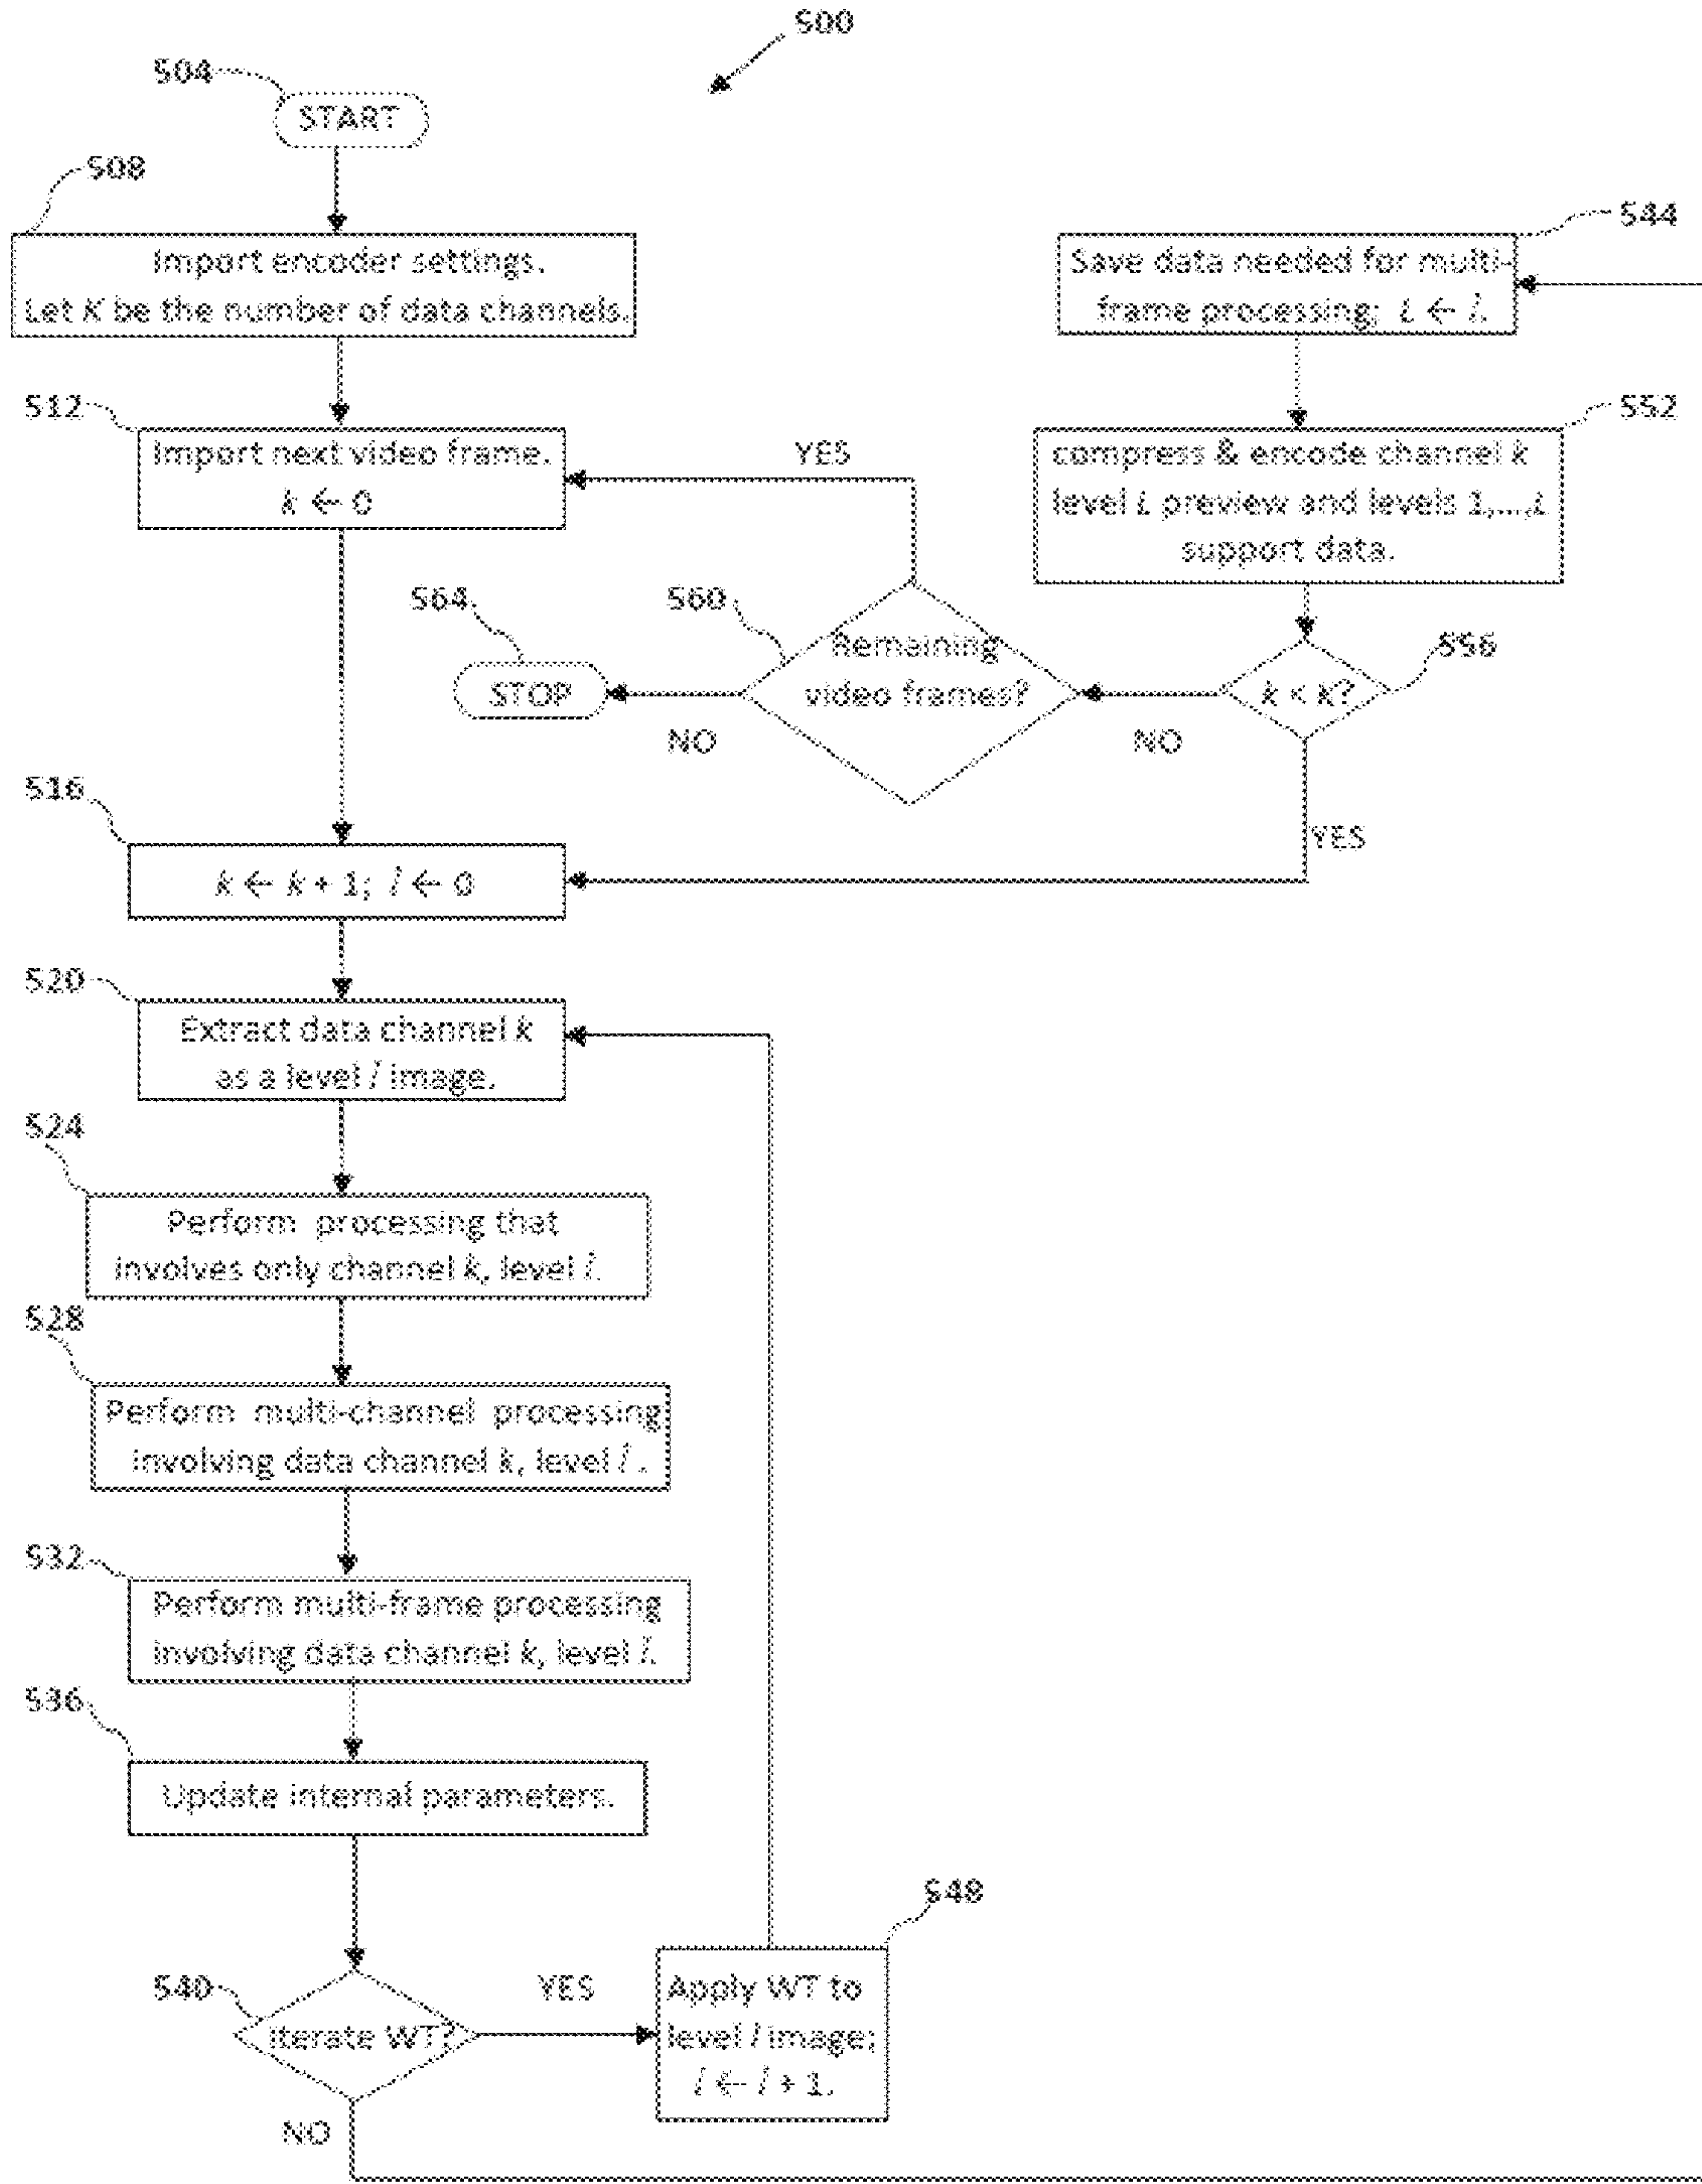 500
504
START
508
Import encoder settings.
Let K be the number of data channels.
512
Import next video frame.
k ← 0
YES
544
Save data needed for multi-
frame processing; L ← l.
552
compress & encode channel k
level L preview and levels 1,...,L
support data.
564
STOP
560
Remaining
video frames?
NO
NO
556
k < k?
YES
516
k ← k + 1; l ← 0
520
Extract data channel k
as a level l image.
524
Perform processing that
involves only channel k, level l.
528
Perform multi-channel processing
involving data channel k, level l.
532
Perform multi-frame processing
involving data channel k, level l.
536
Update internal parameters.
540
iterate WT?
YES
NO
548
Apply WT to
level l image;
l ← l + 1.